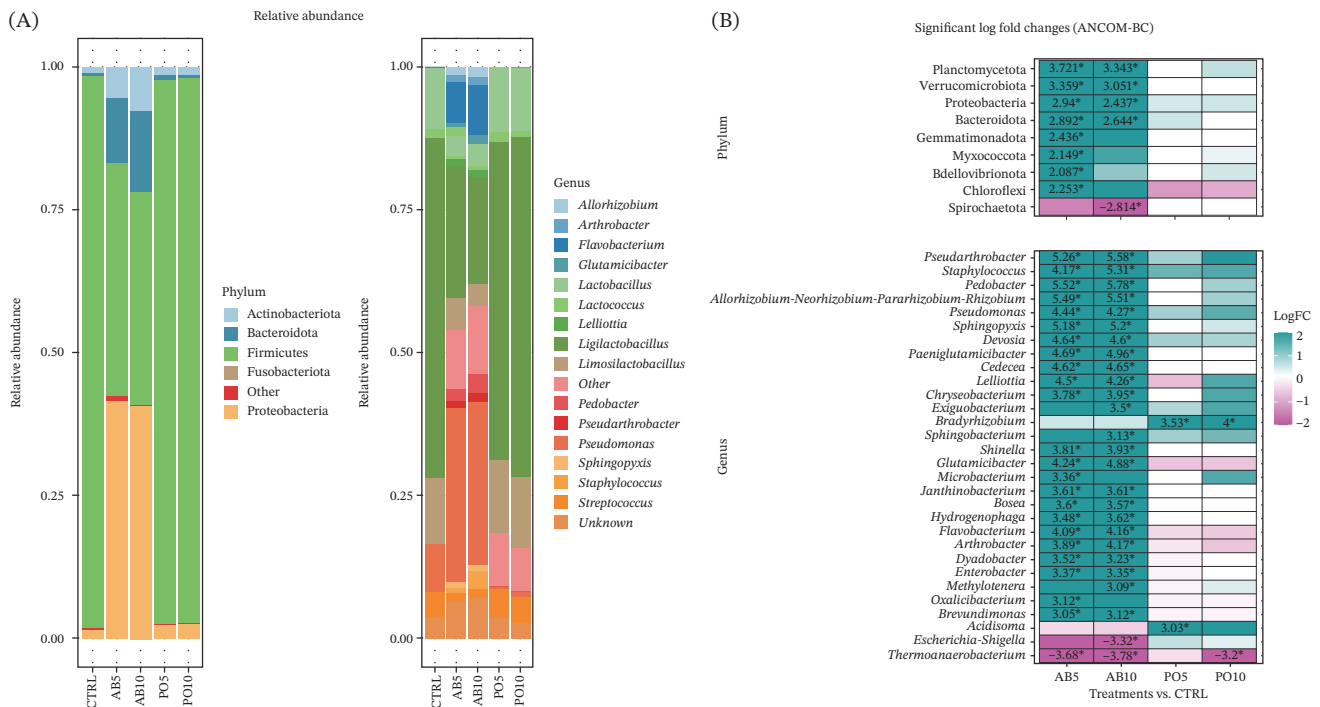 (A)
Relative abundance
1.00
0.75
0.50
0.25
0.00
Relative abundance
CTRL
AB5
AB10
PO5
PO10
Phylum
Actinobacteriota
Bacteroidota
Firmicutes
Fusobacteriota
Other
Proteobacteria
1.00
0.75
0.50
0.25
0.00
Relative abundance
CTRL
AB5
AB10
PO5
PO10
Genus
Allorhizobium
Arthrobacter
Flavobacterium
Glutamicibacter
Lactobacillus
Lactococcus
Lelliottia
Ligilactobacillus
Limosilactobacillus
Other
Pedobacter
Pseudarthrobacter
Pseudomonas
Sphingopyxis
Staphylococcus
Streptococcus
Unknown
(B)
Significant log fold changes (ANCOM-BC)
Phylum
Planctomycetota 3.721* 3.343*
Verrucomicrobiota 3.359* 3.051*
Proteobacteria 2.94* 2.437*
Bacteroidota 2.892* 2.644*
Gemmatimonadota 2.436*
Myxococcota 2.149*
Bdellovibrionota 2.087*
Chloroflexi 2.253*
Spirochaetota −2.814*
Genus
Pseudarthrobacter 5.26* 5.58*
Staphylococcus 4.17* 5.31*
Pedobacter 5.52* 5.78*
Allorhizobium-Neorhizobium-Pararhizobium-Rhizobium 5.49* 5.51*
Pseudomonas 4.44* 4.27*
Sphingopyxis 5.18* 5.2*
Devosia 4.64* 4.6*
Paeniglutamicibacter 4.69* 4.96*
Cedecea 4.62* 4.65*
Lelliottia 4.5* 4.26*
Chryseobacterium 3.78* 3.95*
Exiguobacterium 3.5*
Bradyrhizobium 3.53* 4*
Sphingobacterium 3.13*
Shinella 3.81* 3.93*
Glutamicibacter 4.24* 4.88*
Microbacterium 3.36*
Janthinobacterium 3.61* 3.61*
Bosea 3.6* 3.57*
Hydrogenophaga 3.48* 3.62*
Flavobacterium 4.09* 4.16*
Arthrobacter 3.89* 4.17*
Dyadobacter 3.52* 3.23*
Enterobacter 3.37* 3.35*
Methylotenera 3.09*
Oxalicibacterium 3.12*
Brevundimonas 3.05* 3.12*
Acidisoma 3.03*
Escherichia-Shigella −3.32*
Thermoanaerobacterium −3.68* −3.78* −3.2*
AB5 AB10 PO5 PO10
Treatments vs. CTRL
LogFC
2
1
0
−1
−2